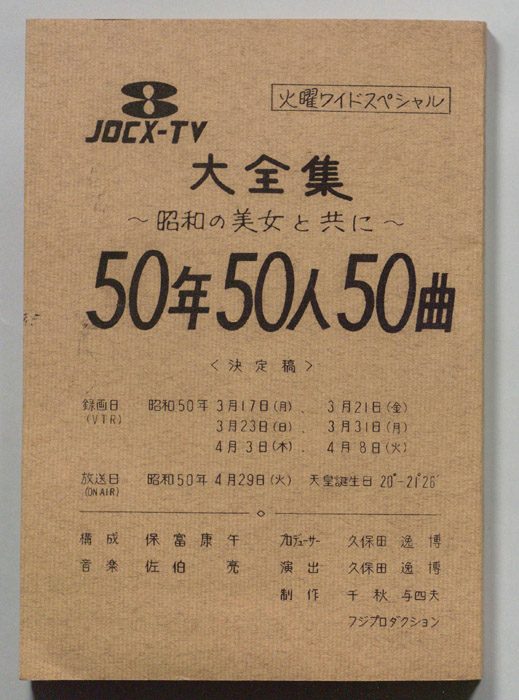 火曜ワイドスペシャル
JOCX-TV
大全集
～昭和の美女と共に～
50年50人50曲
〈決定稿〉
録画日 昭和50年 3月17日(月)、 3月21日(金)
(VTR) 3月23日(日)、 3月31日(月)
4月3日(木)、 4月8日(火)
放送日 昭和50年 4月29日(火) 天皇誕生日 20°-21°26′
(ON AIR)
構成 保富康午 プロデューサー 久保田逸博
音楽 佐伯亮 演出 久保田逸博
制作 千秋与四夫
フジプロダクション